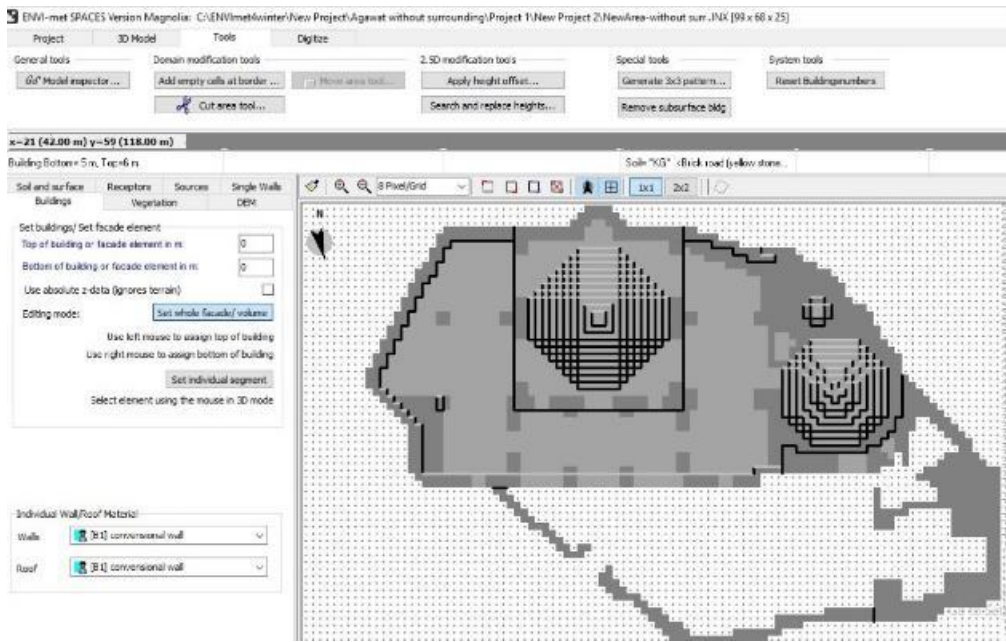 ENVI-met SPACES Version Magnolia: C:\ENVImet4winter\New Project\Agawat without surrounding\Project 1\New Project 2\NewArea-without surr .INX [99 x 68 x 25]
Project 3D Model Tools Digitize
General tools Domain modification tools 2.5D modification tools Special tools System tools
Model inspector... Add empty cells at border ... Move area tool... Apply height offset... Generate 3x3 pattern... Reset Buildingnumbers
Cut area tool... Search and replace heights... Remove subsurface bldg
x=21 (42.00 m) y=59 (118.00 m)
Building Bottom= 5 m, Top=6 m Soil= "KG" <Brick road (yellow stone...
Soil and surface Receptors Sources Single Walls
8 Pixel/Grid 1x1 2x2
Buildings Vegetation DEM
N
Set buildings/ Set facade element
Top of building or facade element in m: 0
Bottom of building or facade element in m: 0
Use absolute z-data (ignores terrain)
Editing mode: Set whole facade/ volume
Use left mouse to assign top of building
Use right mouse to assign bottom of building
Set individual segment
Select element using the mouse in 3D mode
Individual Wall/Roof Material
Walls [B1] convensional wall
Roof [B1] convensional wall